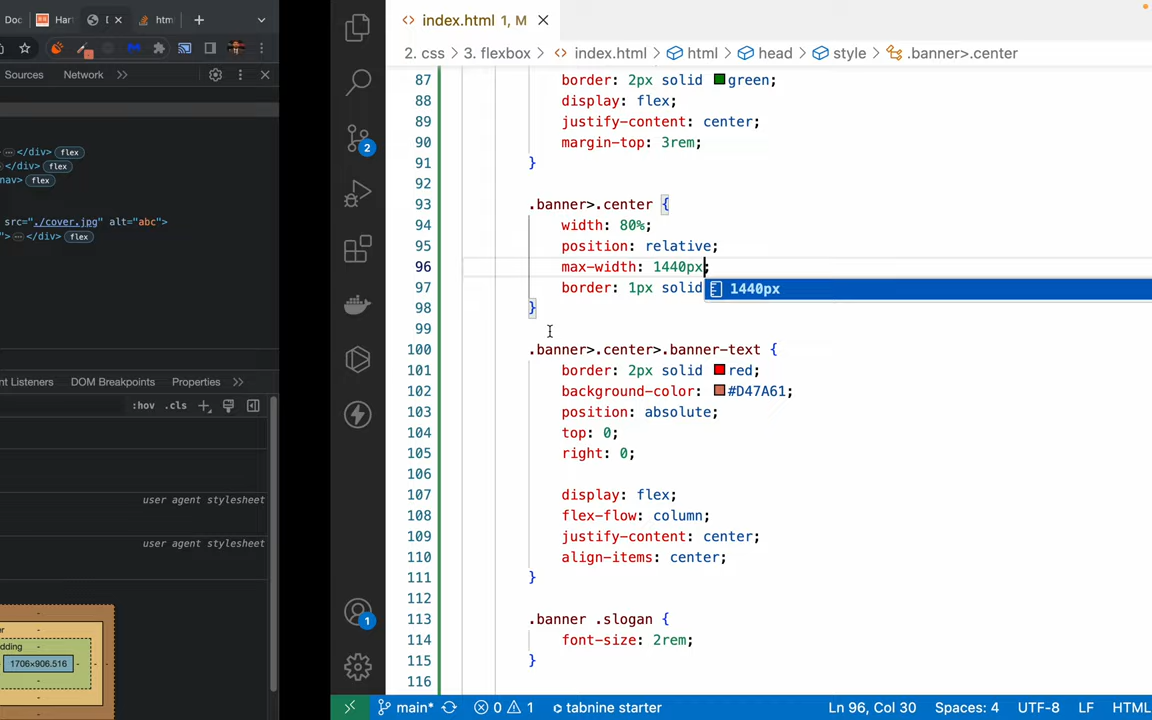 Doc
Har
htm
Sources
Network
</div> flex
</div> flex
nav> flex
src="./cover.jpg" alt="abc">
"> </div> flex
nt Listeners
DOM Breakpoints
Properties
:hov .cls
user agent stylesheet
user agent stylesheet
er
dding
1706×906.516
index.html 1, M
2. css > 3. flexbox > index.html > html > head > style > .banner>.center
87 border: 2px solid green;
88 display: flex;
89 justify-content: center;
90 margin-top: 3rem;
91 }
92
93 .banner>.center {
94 width: 80%;
95 position: relative;
96 max-width: 1440px;
97 border: 1px solid
1440px
98 }
99
100 .banner>.center>.banner-text {
101 border: 2px solid red;
102 background-color: #D47A61;
103 position: absolute;
104 top: 0;
105 right: 0;
106
107 display: flex;
108 flex-flow: column;
109 justify-content: center;
110 align-items: center;
111 }
112
113 .banner .slogan {
114 font-size: 2rem;
115 }
116
2
1
main* 0 1 tabnine starter Ln 96, Col 30 Spaces: 4 UTF-8 LF HTML